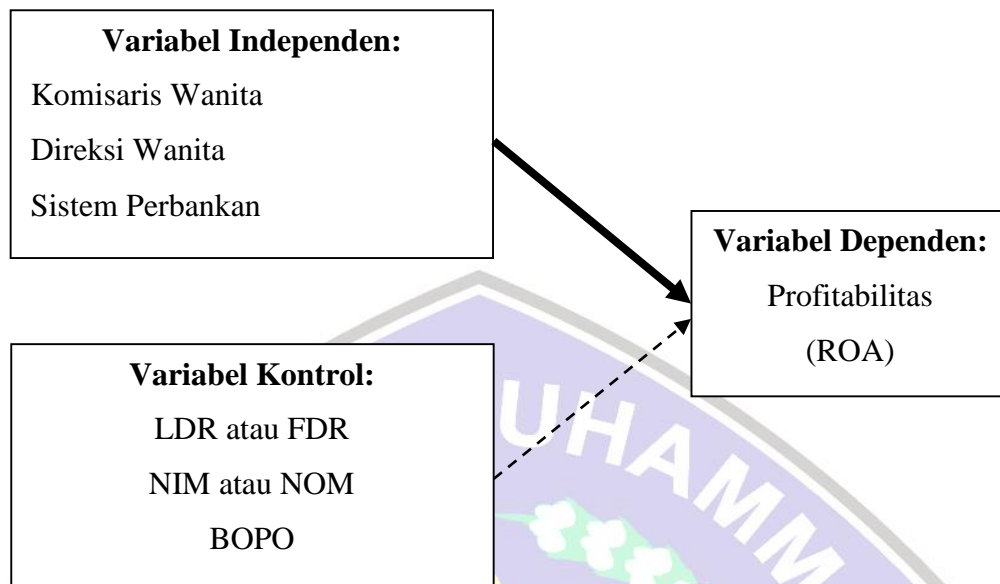 Variabel Independen:
Komisaris Wanita
Direksi Wanita
Sistem Perbankan
Variabel Dependen:
Profitabilitas
(ROA)
Variabel Kontrol:
LDR atau FDR
NIM atau NOM
BOPO
UHAMM